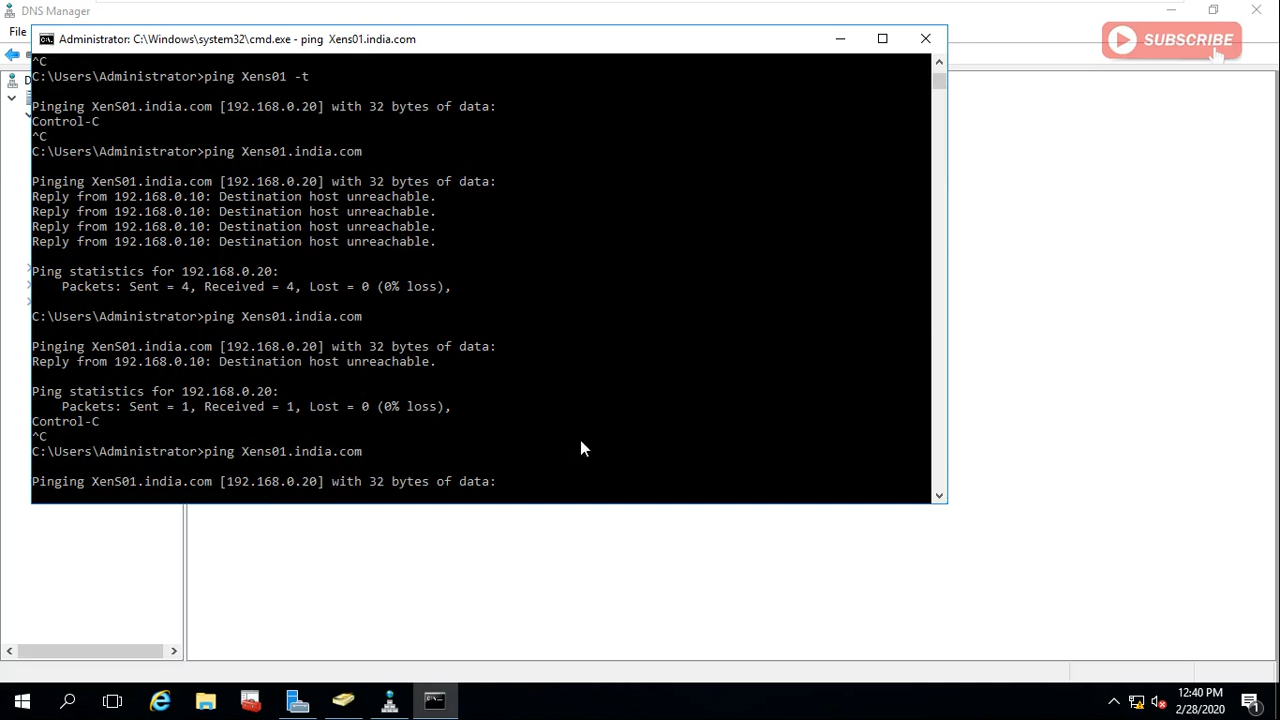 DNS Manager
File
Administrator: C:\Windows\system32\cmd.exe - ping  Xens01.india.com
SUBSCRIBE
^C
C:\Users\Administrator>ping Xens01 -t
Pinging XenS01.india.com [192.168.0.20] with 32 bytes of data:
Control-C
^C
C:\Users\Administrator>ping Xens01.india.com
Pinging XenS01.india.com [192.168.0.20] with 32 bytes of data:
Reply from 192.168.0.10: Destination host unreachable.
Reply from 192.168.0.10: Destination host unreachable.
Reply from 192.168.0.10: Destination host unreachable.
Reply from 192.168.0.10: Destination host unreachable.
Ping statistics for 192.168.0.20:
    Packets: Sent = 4, Received = 4, Lost = 0 (0% loss),
C:\Users\Administrator>ping Xens01.india.com
Pinging XenS01.india.com [192.168.0.20] with 32 bytes of data:
Reply from 192.168.0.10: Destination host unreachable.
Ping statistics for 192.168.0.20:
    Packets: Sent = 1, Received = 1, Lost = 0 (0% loss),
Control-C
^C
C:\Users\Administrator>ping Xens01.india.com
Pinging XenS01.india.com [192.168.0.20] with 32 bytes of data:
12:40 PM
2/28/2020
1